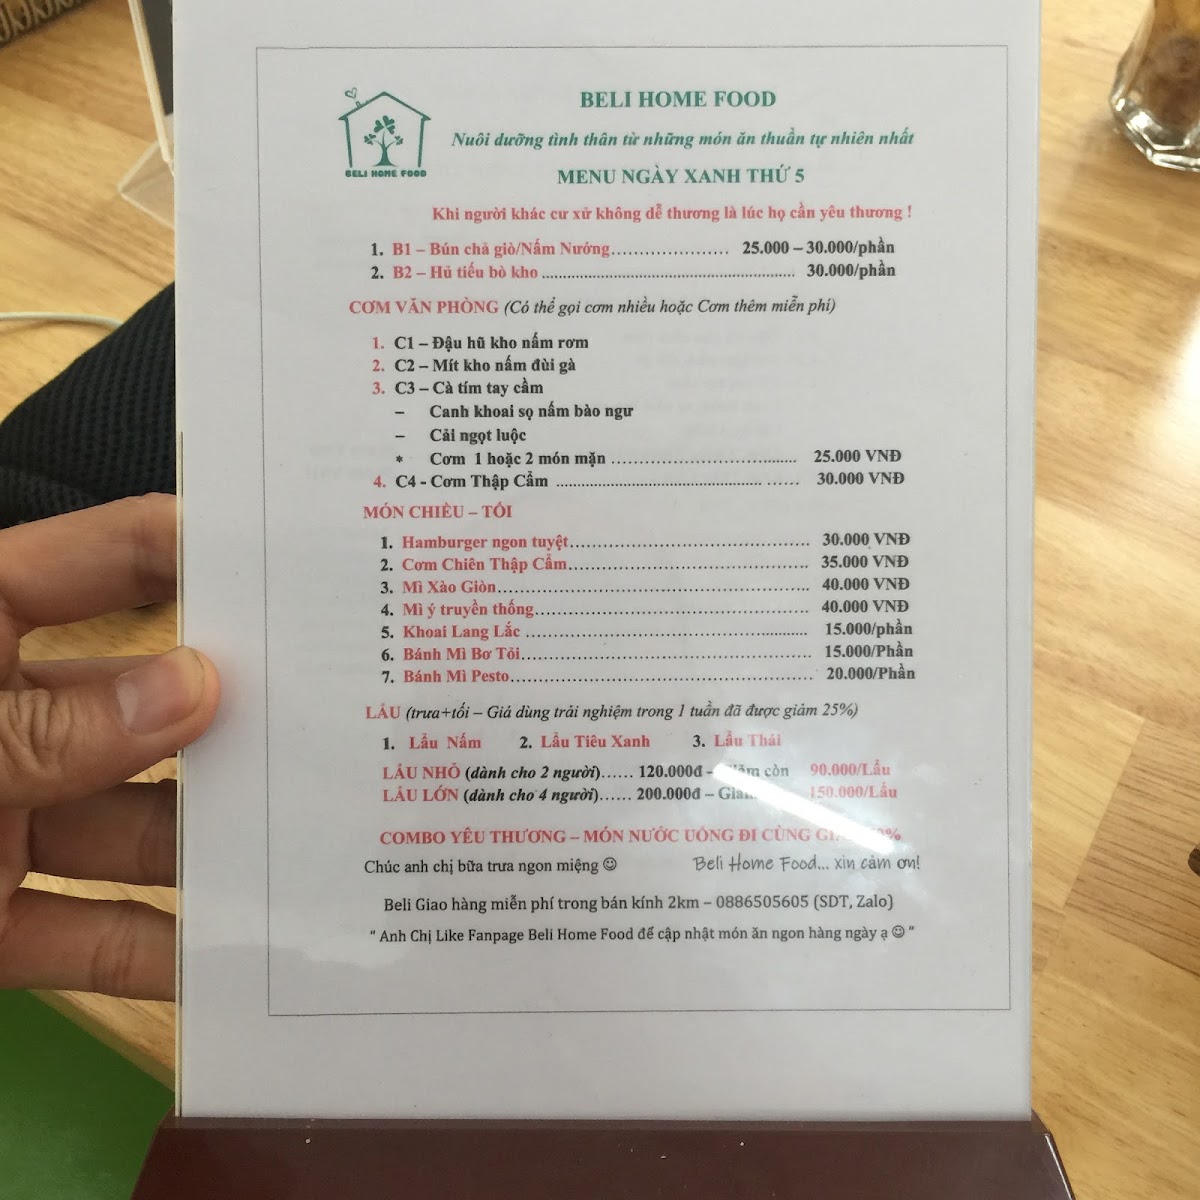 BELI HOME FOOD
BELI HOME FOOD
Nuôi dưỡng tình thân từ những món ăn thuần tự nhiên nhất
MENU NGÀY XANH THỨ 5
Khi người khác cư xử không dễ thương là lúc họ cần yêu thương !
1. B1 – Bún chả giò/Nấm Nướng.................... 25.000 – 30.000/phần
2. B2 – Hủ tiếu bò kho ................................................................ 30.000/phần
CƠM VĂN PHÒNG (Có thể gọi cơm nhiều hoặc Cơm thêm miễn phí)
1. C1 – Đậu hũ kho nấm rơm
2. C2 – Mít kho nấm đùi gà
3. C3 – Cà tím tay cầm
– Canh khoai sọ nấm bào ngư
– Cải ngọt luộc
* Cơm 1 hoặc 2 món mặn ........................................ 25.000 VNĐ
4. C4 - Cơm Thập Cẩm .................................................... ...... 30.000 VNĐ
MÓN CHIỀU – TỐI
1. Hamburger ngon tuyệt........................................ 30.000 VNĐ
2. Cơm Chiên Thập Cẩm........................................ 35.000 VNĐ
3. Mì Xào Giòn.................................................... 40.000 VNĐ
4. Mì ý truyền thống.............................................. 40.000 VNĐ
5. Khoai Lang Lắc .................................................. 15.000/phần
6. Bánh Mì Bơ Tỏi................................................ 15.000/Phần
7. Bánh Mì Pesto.................................................... 20.000/Phần
LẨU (trưa+tối – Giá dùng trải nghiệm trong 1 tuần đã được giảm 25%)
1. Lẩu Nấm 2. Lẩu Tiêu Xanh 3. Lẩu Thái
LẨU NHỎ (dành cho 2 người)...... 120.000đ – còn 90.000/Lẩu
LẨU LỚN (dành cho 4 người)...... 200.000đ – 150.000/Lẩu
COMBO YÊU THƯƠNG – MÓN NƯỚC UỐNG ĐI CÙNG
Chúc anh chị bữa trưa ngon miệng ☺ Beli Home Food... xin cảm ơn!
Beli Giao hàng miễn phí trong bán kính 2km – 0886505605 (SDT, Zalo)
" Anh Chị Like Fanpage Beli Home Food để cập nhật món ăn ngon hàng ngày ạ ☺ "